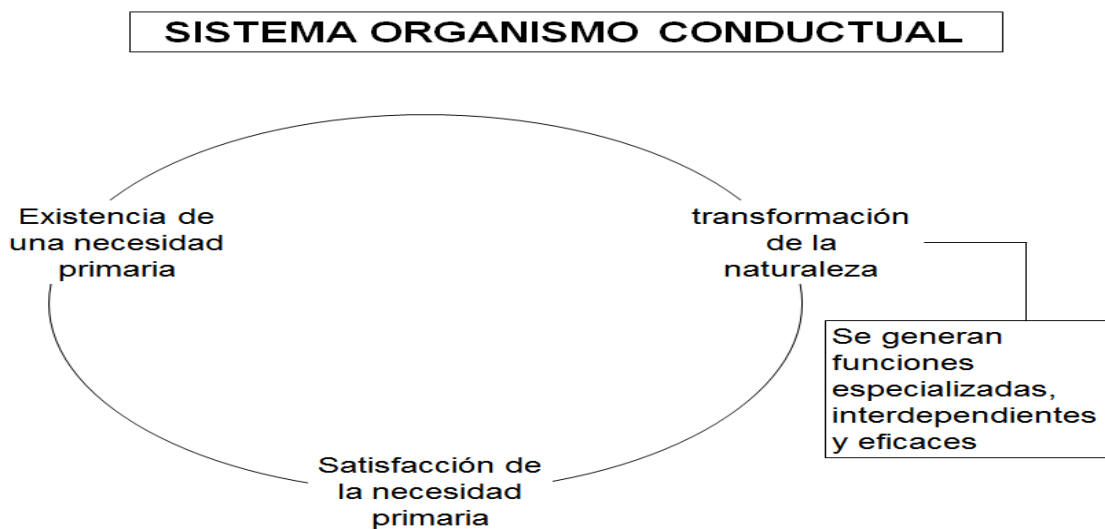 SISTEMA ORGANISMO CONDUCTUAL
Existencia de
una necesidad
primaria
transformación
de la
naturaleza
Se generan
funciones
especializadas,
interdependientes
y eficaces
Satisfacción de
la necesidad
primaria